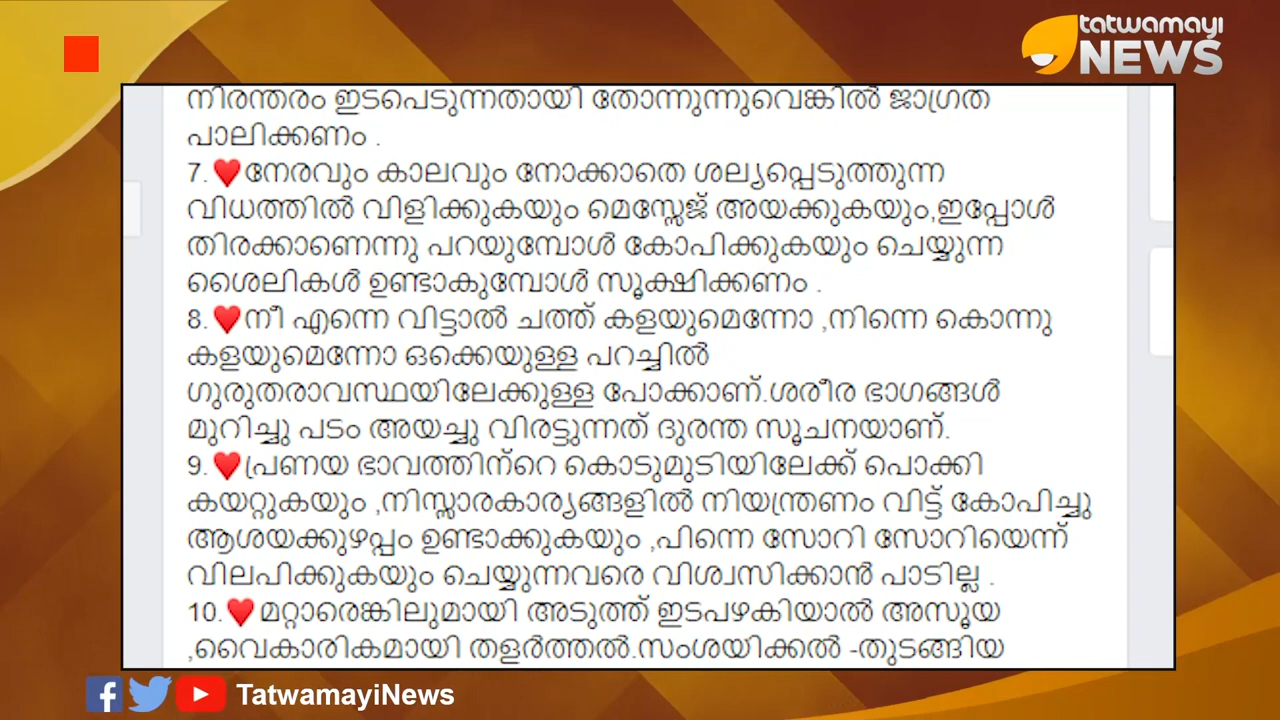 tatwamayi
NEWS
നിരന്തരം ഇടപെടുന്നതായി തോന്നുന്നുവെങ്കിൽ ജാഗ്രത
പാലിക്കണം .
7.♥️നേരവും കാലവും നോക്കാതെ ശല്യപ്പെടുത്തുന്ന
വിധത്തിൽ വിളിക്കുകയും മെസ്സേജ് അയക്കുകയും,ഇപ്പോൾ
തിരക്കാണെന്നു പറയുമ്പോൾ കോപിക്കുകയും ചെയ്യുന്ന
ശൈലികൾ ഉണ്ടാകുമ്പോൾ സൂക്ഷിക്കണം .
8.♥️നീ എന്നെ വിട്ടാൽ ചത്ത് കളയുമെന്നോ ,നിന്നെ കൊന്നു
കളയുമെന്നോ ഒക്കെയുള്ള പറച്ചിൽ
ഗുരുതരാവസ്ഥയിലേക്കുള്ള പോക്കാണ്.ശരീര ഭാഗങ്ങൾ
മുറിച്ചു പടം അയച്ചു വിരട്ടുന്നത് ദുരന്ത സൂചനയാണ്.
9.♥️പ്രണയ ഭാവത്തിന്റെ കൊടുമുടിയിലേക്ക് പൊക്കി
കയറ്റുകയും ,നിസ്സാരകാര്യങ്ങളിൽ നിയന്ത്രണം വിട്ട് കോപിച്ചു
ആശയക്കുഴപ്പം ഉണ്ടാക്കുകയും ,പിന്നെ സോറി സോറിയെന്ന്
വിലപിക്കുകയും ചെയ്യുന്നവരെ വിശ്വസിക്കാൻ പാടില്ല .
10.♥️മറ്റാരെങ്കിലുമായി അടുത്ത് ഇടപഴകിയാൽ അസൂയ
,വൈകാരികമായി തളർത്തൽ.സംശയിക്കൽ -തുടങ്ങിയ
TatwamayiNews